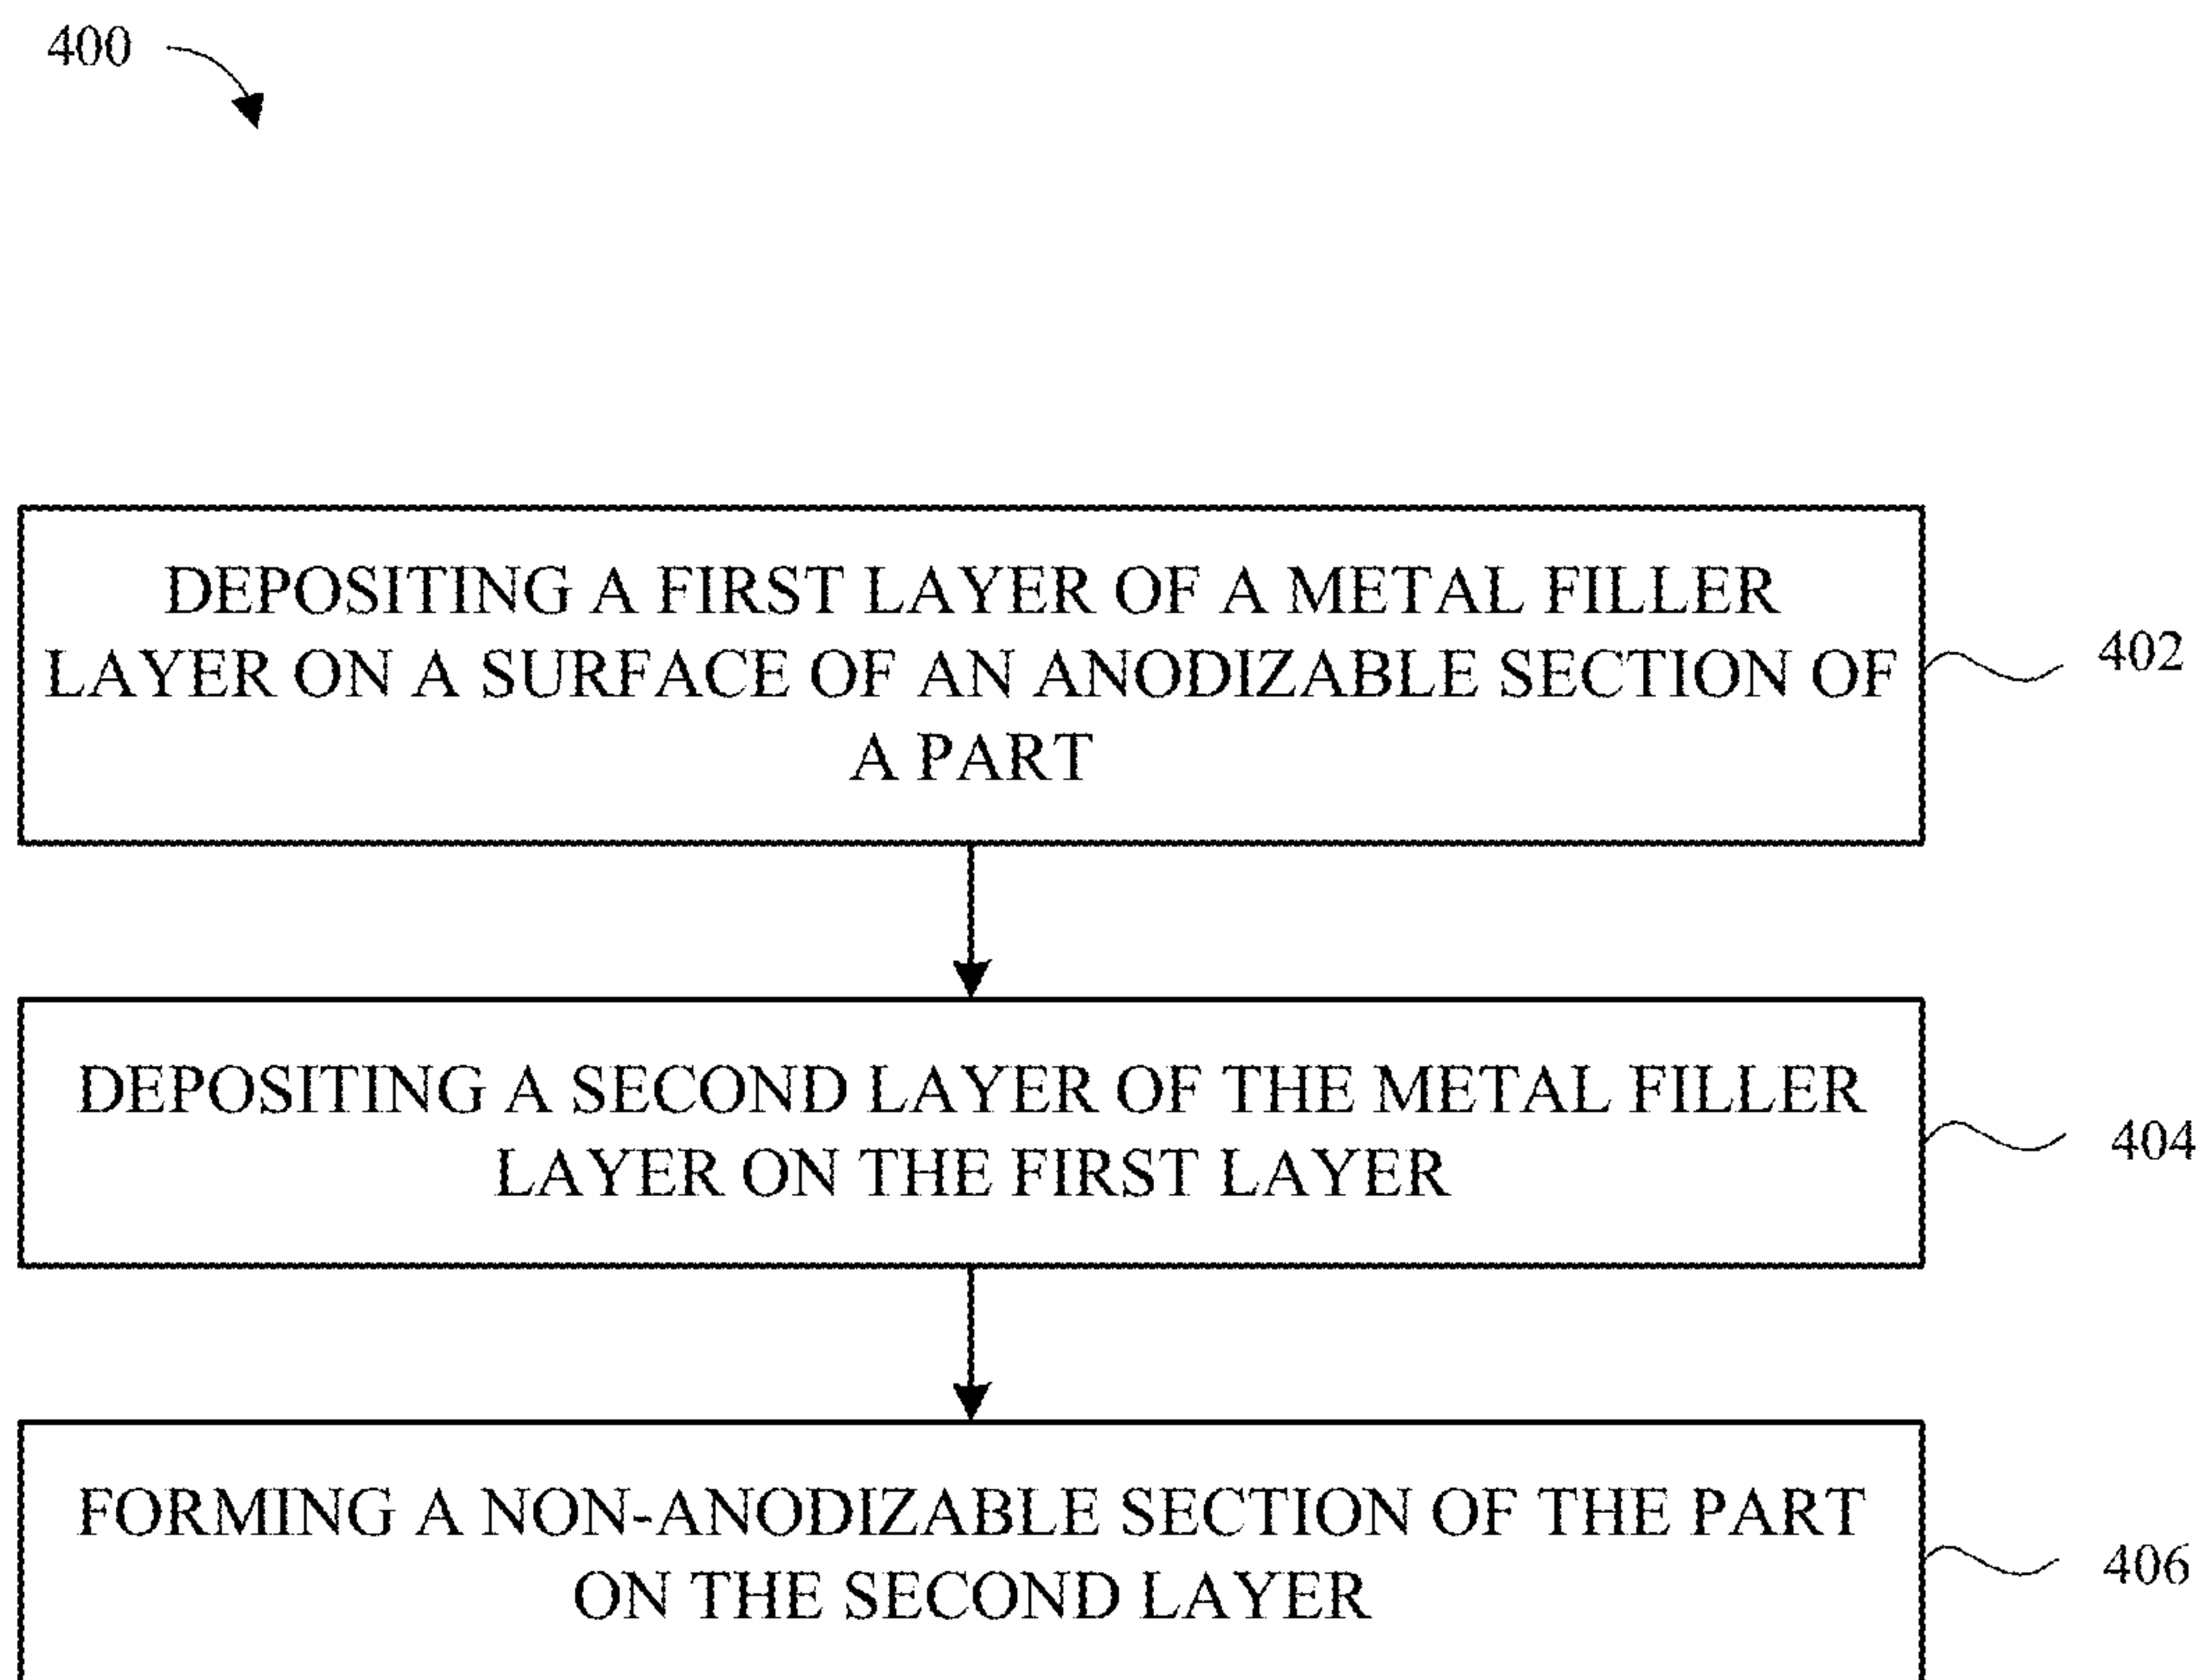 400
DEPOSITING A FIRST LAYER OF A METAL FILLER
LAYER ON A SURFACE OF AN ANODIZABLE SECTION OF
A PART
402
DEPOSITING A SECOND LAYER OF THE METAL FILLER
LAYER ON THE FIRST LAYER
404
FORMING A NON-ANODIZABLE SECTION OF THE PART
ON THE SECOND LAYER
406